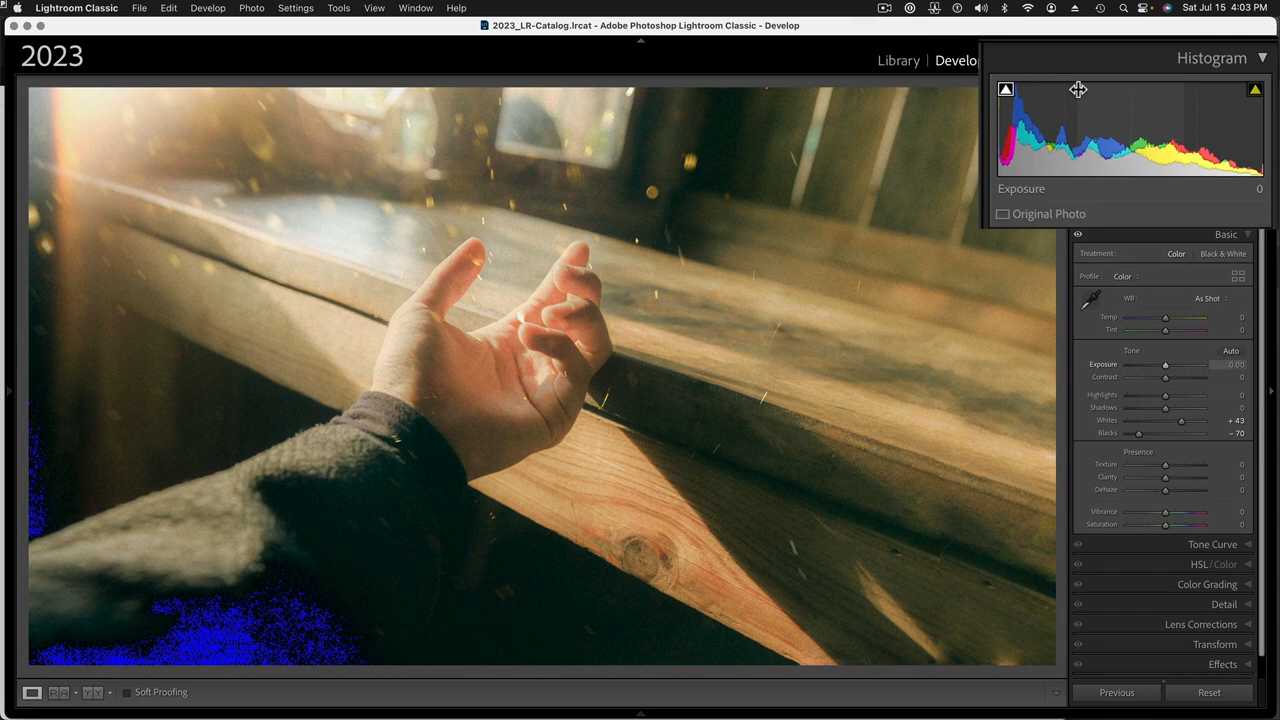 Lightroom Classic File Edit Develop Photo Settings Tools View Window Help Sat Jul 15 4:03 PM
2023_LR-Catalog.lrcat - Adobe Photoshop Lightroom Classic - Develop
2023
Library | Develo
Histogram
Exposure 0
Original Photo
Basic
Treatment : Color Black & White
Profile : Color
WB : As Shot
Temp 0
Tint 0
Tone Auto
Exposure 0.00
Contrast 0
Highlights 0
Shadows 0
Whites + 43
Blacks - 70
Presence
Texture 0
Clarity 0
Dehaze 0
Vibrance 0
Saturation 0
Tone Curve
HSL / Color
Color Grading
Detail
Lens Corrections
Transform
Effects
Soft Proofing
Previous Reset